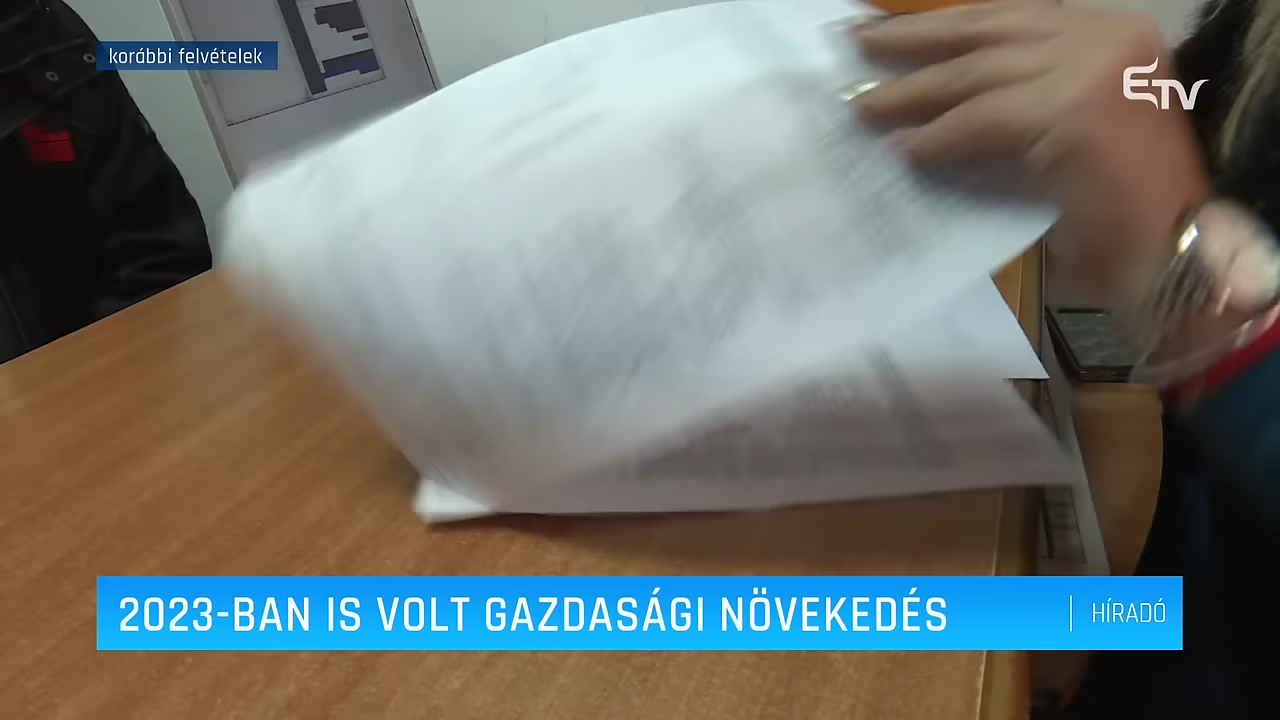 korábbi felvételek
ETV
2023-BAN IS VOLT GAZDASÁGI NÖVEKEDÉS
HÍRADÓ